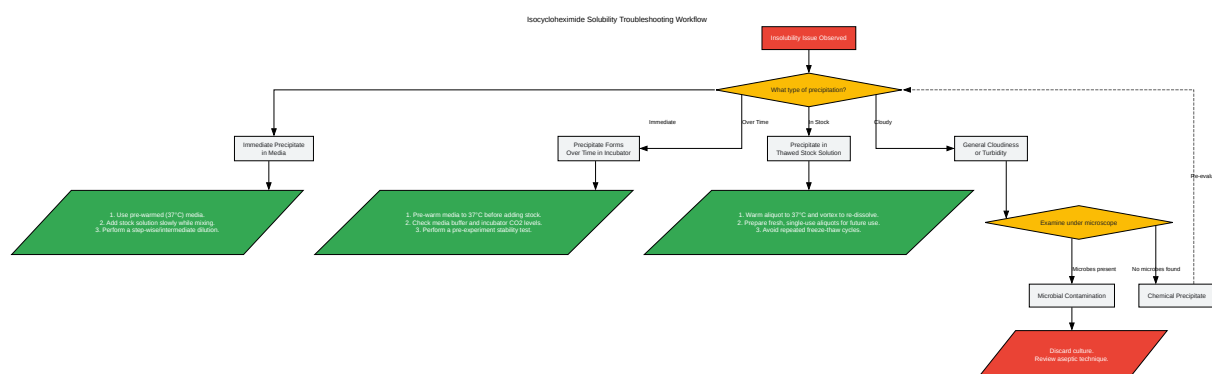 Isocycloheximide Solubility Troubleshooting Workflow
Insolubility Issue Observed
What type of precipitation?
Immediate
Over Time
In Stock
Cloudy
Immediate Precipitate
in Media
Precipitate Forms
Over Time in Incubator
Precipitate in
Thawed Stock Solution
General Cloudiness
or Turbidity
1. Use pre-warmed (37°C) media.
2. Add stock solution slowly while mixing.
3. Perform a step-wise/intermediate dilution.
1. Pre-warm media to 37°C before adding stock.
2. Check media buffer and incubator CO2 levels.
3. Perform a pre-experiment stability test.
1. Warm aliquot to 37°C and vortex to re-dissolve.
2. Prepare fresh, single-use aliquots for future use.
3. Avoid repeated freeze-thaw cycles.
Examine under microscope
Microbes present
No microbes found
Microbial Contamination
Chemical Precipitate
Discard culture.
Review aseptic technique.